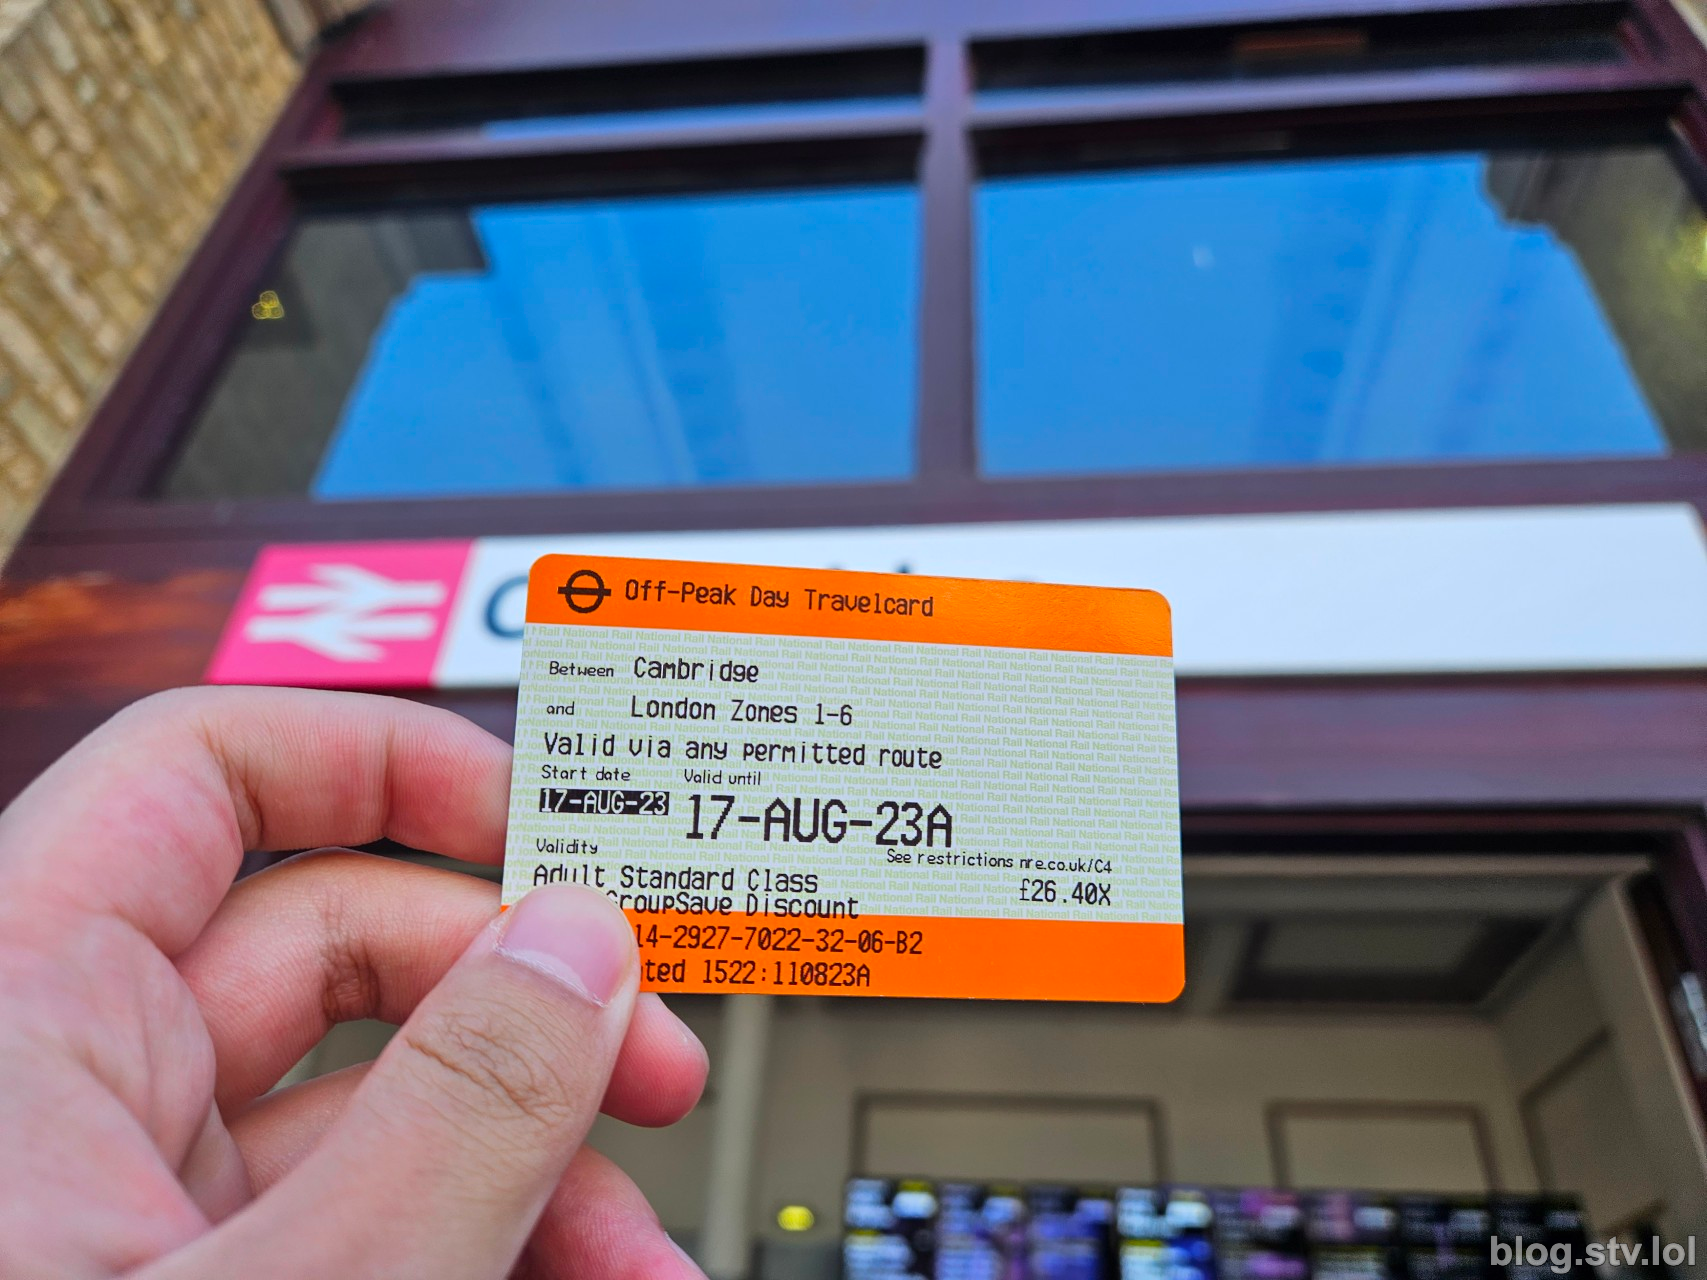 Off-Peak Day Travelcard
Between Cambridge
and London Zones 1-6
Valid via any permitted route
Start date Valid until
17-AUG-23 17-AUG-23A
Validity
See restrictions nre.co.uk/C4
Adult Standard Class £26.40X
GroupSave Discount
14-2927-7022-32-06-B2
1522:110823A
blog.stv.lol